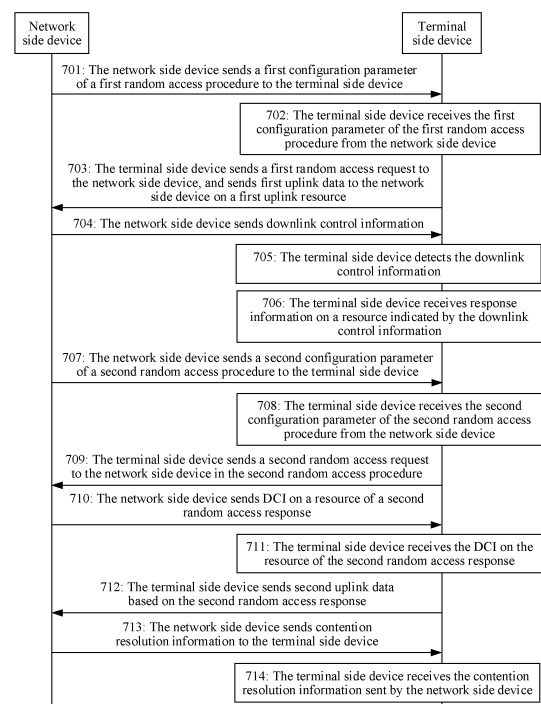 Network
side device
Terminal
side device
701: The network side device sends a first configuration parameter
of a first random access procedure to the terminal side device
702: The terminal side device receives the first
configuration parameter of the first random access
procedure from the network side device
703: The terminal side device sends a first random access request to
the network side device, and sends first uplink data to the network
side device on a first uplink resource
704: The network side device sends downlink control information
705: The terminal side device detects the downlink
control information
706: The terminal side device receives response
information on a resource indicated by the downlink
control information
707: The network side device sends a second configuration parameter
of a second random access procedure to the terminal side device
708: The terminal side device receives the second
configuration parameter of the second random access
procedure from the network side device
709: The terminal side device sends a second random access request
to the network side device in the second random access procedure
710: The network side device sends DCI on a resource of a second
random access response
711: The terminal side device receives the DCI on the
resource of the second random access response
712: The terminal side device sends second uplink data
based on the second random access response
713: The network side device sends contention
resolution information to the terminal side device
714: The terminal side device receives the contention
resolution information sent by the network side device